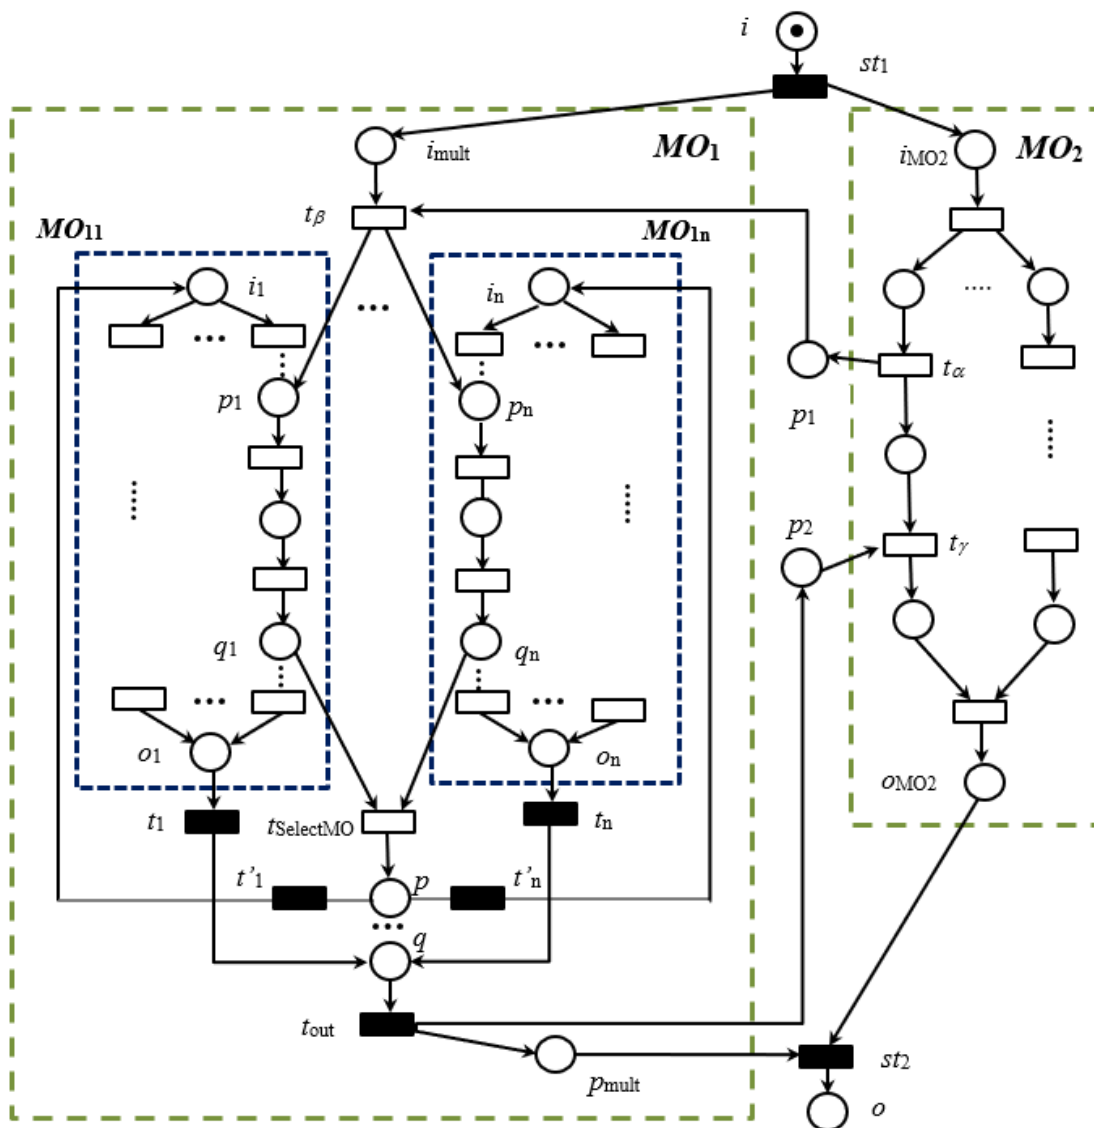 i
st1
imult
MO1
iMO2
MO2
tβ
MO11
MO1n
i1
in
p1
pn
p1
tα
p2
tγ
q1
qn
o1
on
oMO2
t1
tSelectMO
tn
t'1
p
t'n
q
tout
pmult
st2
o